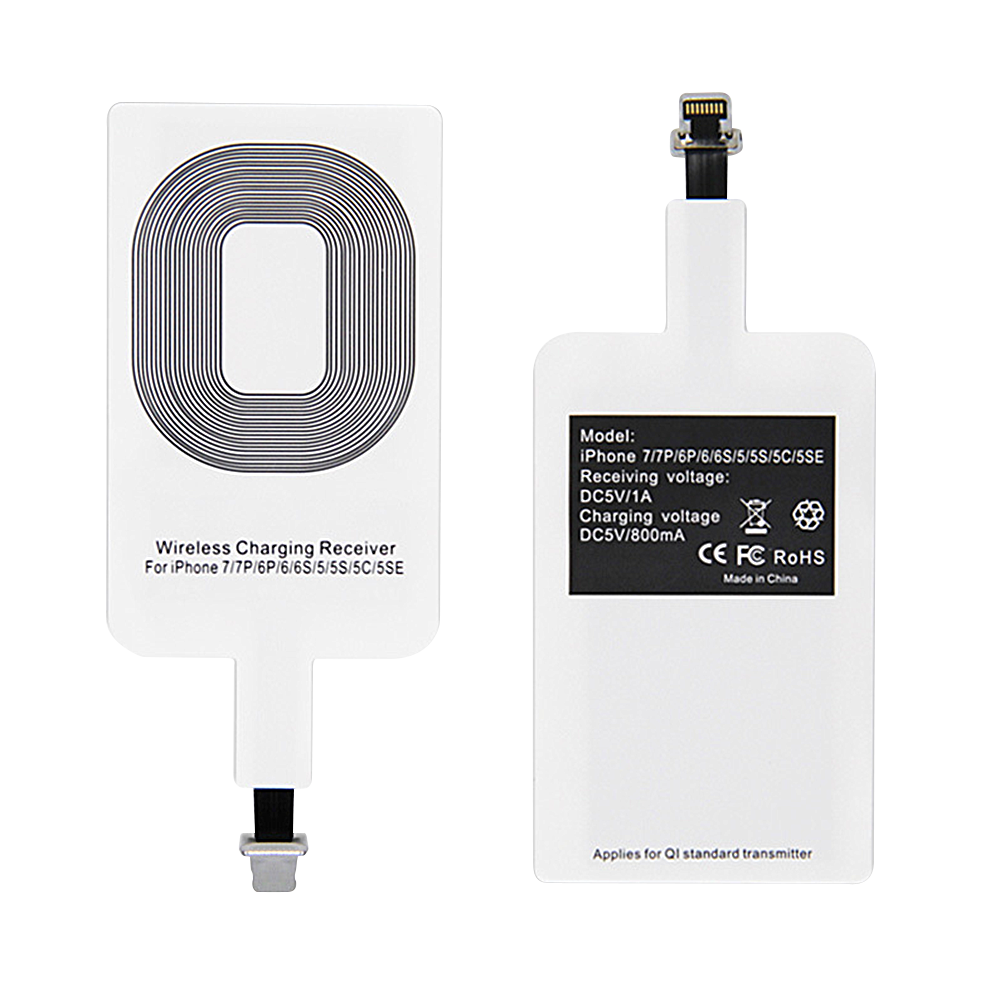 Wireless Charging Receiver
For iPhone 7/7P/6P/6/6S/5/5S/5C/5SE
Model:
iPhone 7/7P/6P/6/6S/5/5S/5C/5SE
Receiving voltage:
DC5V/1A
Charging voltage
DC5V/800mA
CE FC RoHS
Made in China
Applies for QI standard transmitter